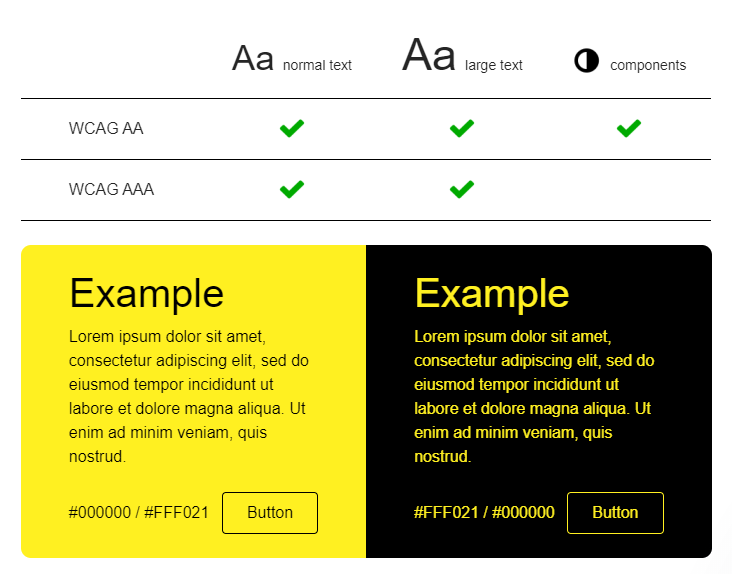 Aa normal text Aa large text components
WCAG AA
WCAG AAA
Example
Lorem ipsum dolor sit amet,
consectetur adipiscing elit, sed do
eiusmod tempor incididunt ut
labore et dolore magna aliqua. Ut
enim ad minim veniam, quis
nostrud.
#000000 / #FFF021 Button
Example
Lorem ipsum dolor sit amet,
consectetur adipiscing elit, sed do
eiusmod tempor incididunt ut
labore et dolore magna aliqua. Ut
enim ad minim veniam, quis
nostrud.
#FFF021 / #000000 Button